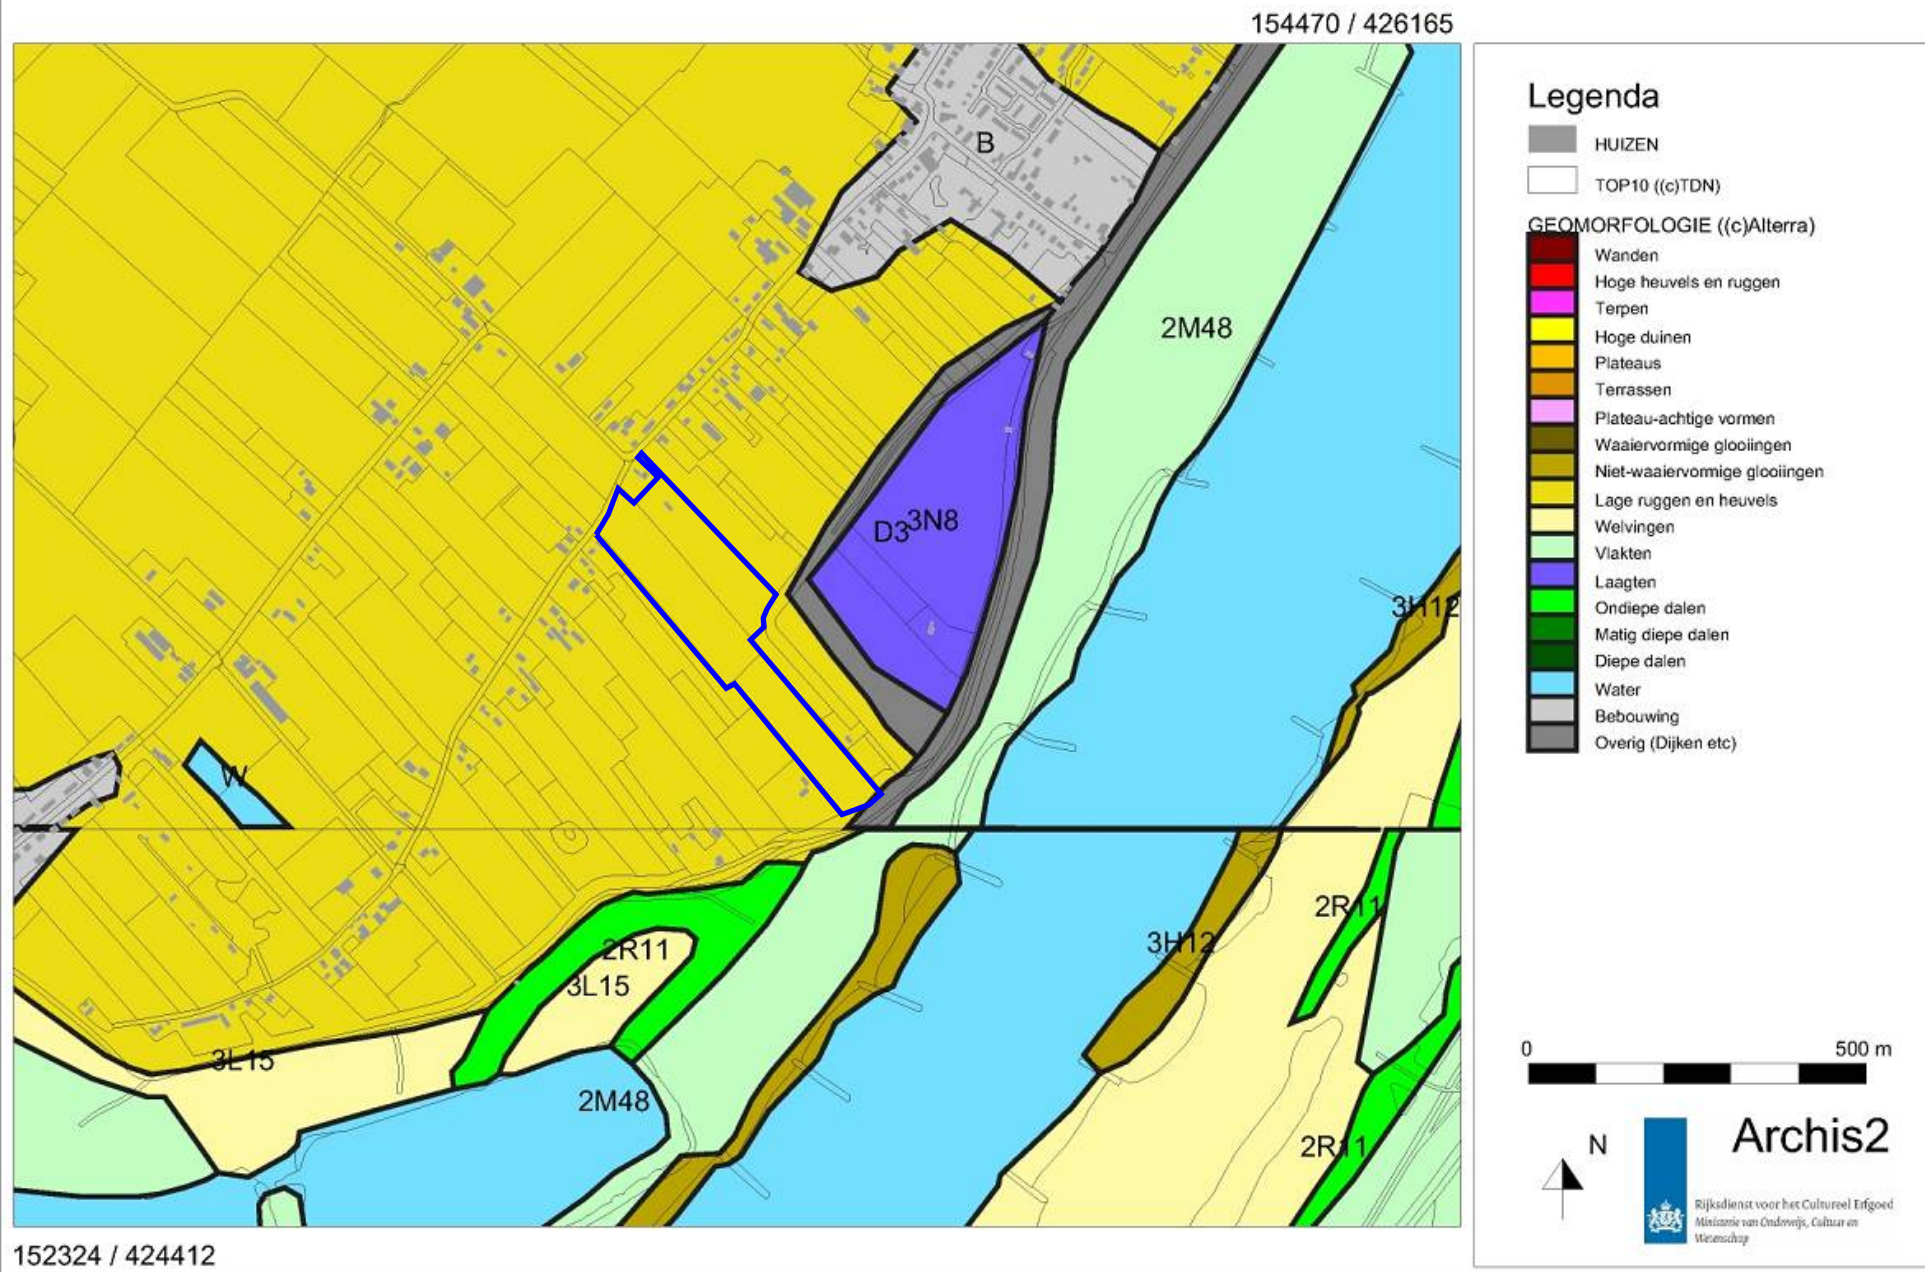 154470 / 426165
B
2M48
D3
3N8
3H12
W
2R11
3H12
2R11
3L15
3L15
2M48
2R11
152324 / 424412
Legenda
HUIZEN
TOP10 ((c)TDN)
GEOMORFOLOGIE ((c)Alterra)
Wanden
Hoge heuvels en ruggen
Terpen
Hoge duinen
Plateaus
Terrassen
Plateau-achtige vormen
Waaiervormige glooiingen
Niet-waaiervormige glooiingen
Lage ruggen en heuvels
Welvingen
Vlakten
Laagten
Ondiepe dalen
Matig diepe dalen
Diepe dalen
Water
Bebouwing
Overig (Dijken etc)
0 500 m
N
Archis2
Rijksdienst voor het Cultureel Erfgoed
Ministerie van Onderwijs, Cultuur en
Wetenschap